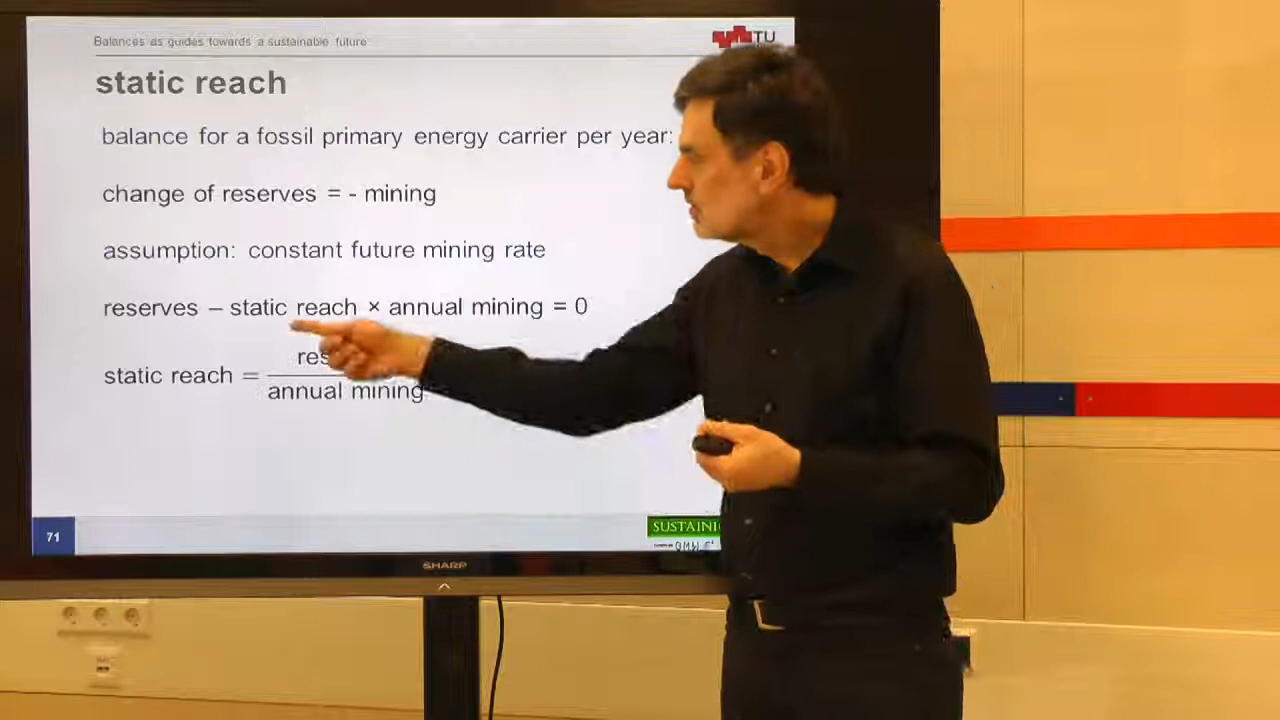 Balances as guides towards a sustainable future
TU
static reach
balance for a fossil primary energy carrier per year:
change of reserves = - mining
assumption: constant future mining rate
reserves – static reach × annual mining = 0
res
static reach =
annual mining
71
SUSTAINI
SHARP